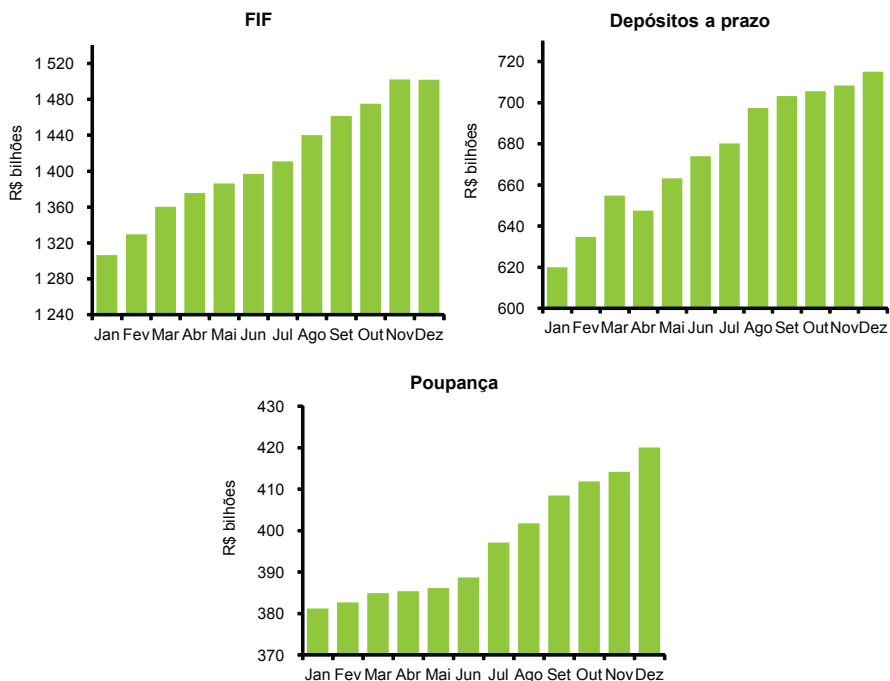 FIF
R$ bilhões
1 520
1 480
1 440
1 400
1 360
1 320
1 280
1 240
Jan Fev Mar Abr Mai Jun Jul Ago Set Out Nov Dez
Depósitos a prazo
R$ bilhões
720
700
680
660
640
620
600
Jan Fev Mar Abr Mai Jun Jul Ago Set Out Nov Dez
Poupança
R$ bilhões
430
420
410
400
390
380
370
Jan Fev Mar Abr Mai Jun Jul Ago Set Out Nov Dez